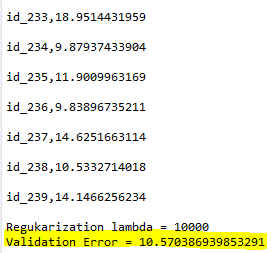 id_233,18.9514431959
id_234,9.87937433904
id_235,11.9009963169
id_236,9.83896735211
id_237,14.6251663114
id_238,10.5332714018
id_239,14.1466256234
Regukarization lambda = 10000
Validation Error = 10.570386939853291